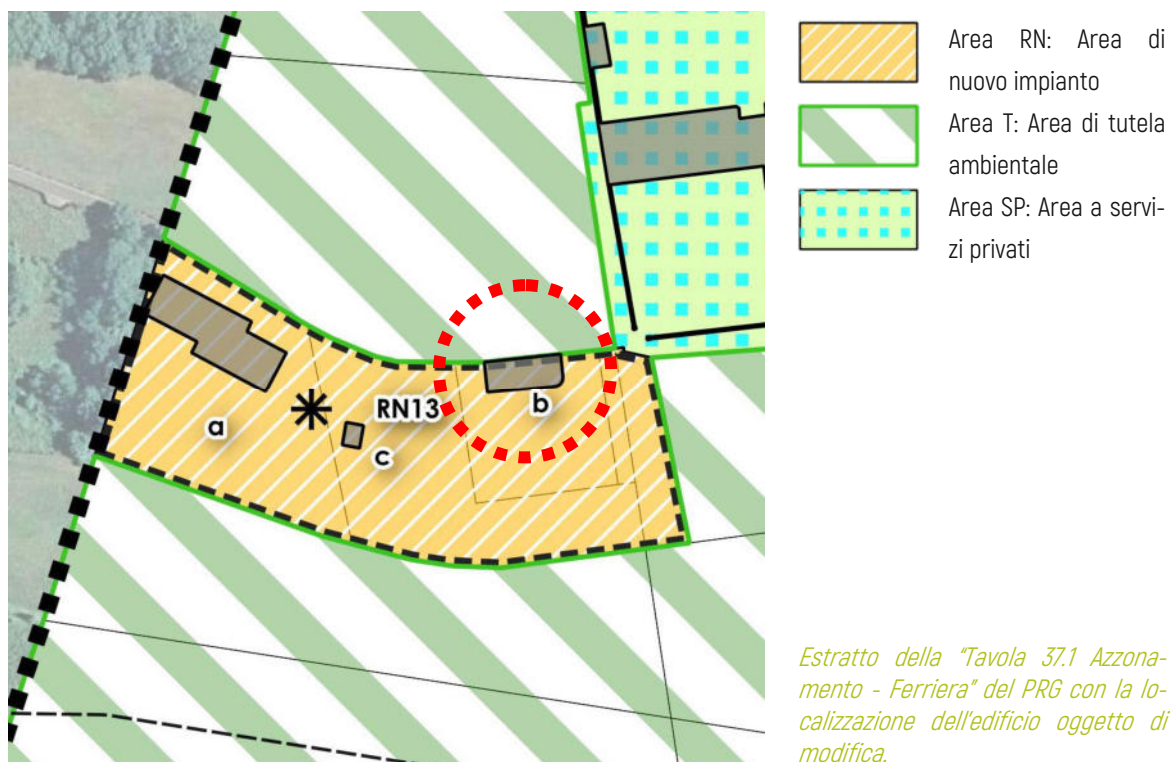 a
RN13
c
b
Area RN: Area di
nuovo impianto
Area T: Area di tutela
ambientale
Area SP: Area a servi-
zi privati
Estratto della “Tavola 37.1 Azzona-
mento - Ferriera” del PRG con la lo-
calizzazione dell’edificio oggetto di
modifica.